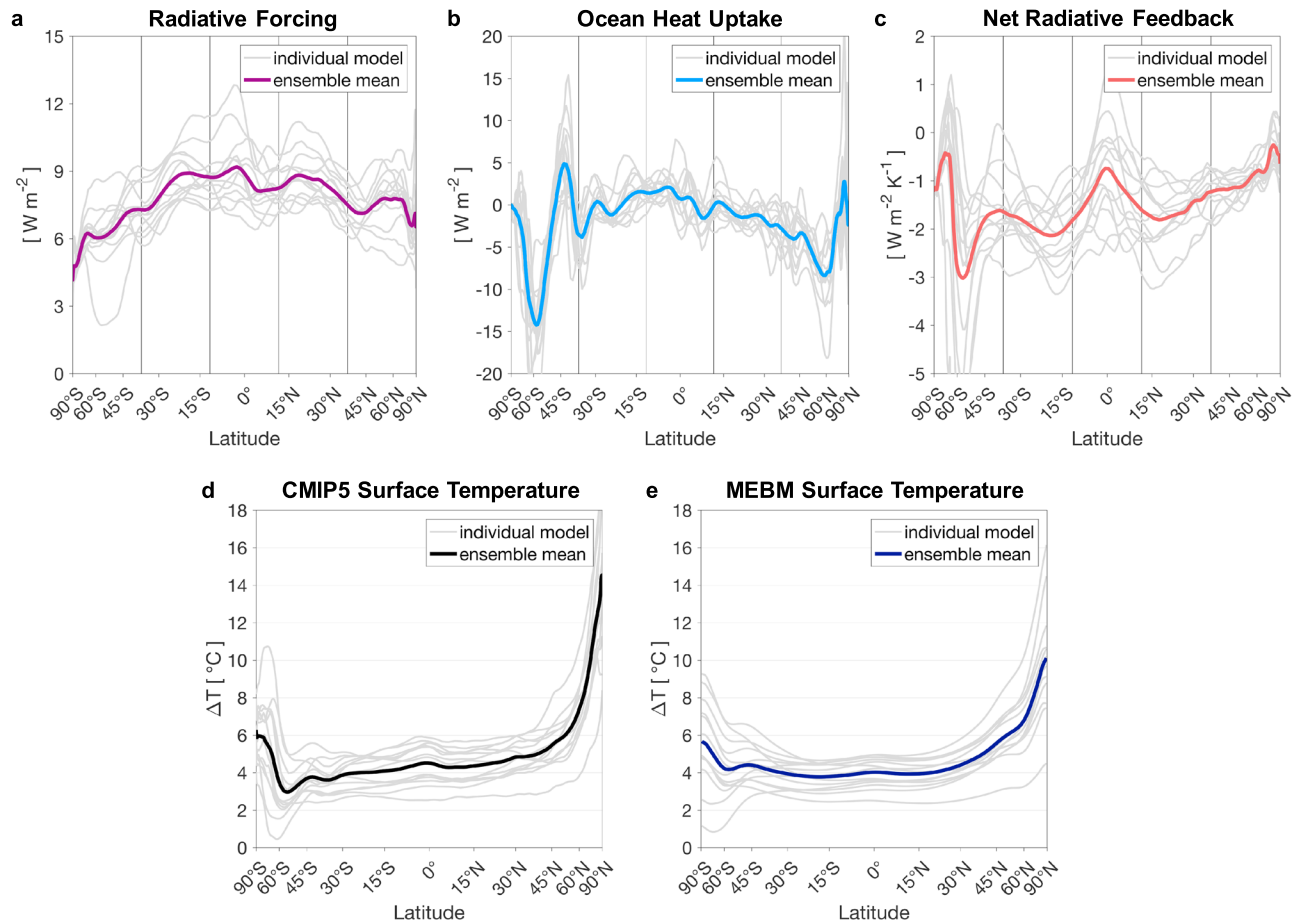 a Radiative Forcing
[ W m⁻² ]
15
12
9
6
3
0
individual model
ensemble mean
90°S 60°S 45°S 30°S 15°S 0° 15°N 30°N 45°N 60°N 90°N
Latitude
b Ocean Heat Uptake
[ W m⁻² ]
20
15
10
5
0
-5
-10
-15
-20
individual model
ensemble mean
90°S 60°S 45°S 30°S 15°S 0° 15°N 30°N 45°N 60°N 90°N
Latitude
c Net Radiative Feedback
[ W m⁻² K⁻¹ ]
2
1
0
-1
-2
-3
-4
-5
individual model
ensemble mean
90°S 60°S 45°S 30°S 15°S 0° 15°N 30°N 45°N 60°N 90°N
Latitude
d CMIP5 Surface Temperature
ΔT [ °C ]
18
16
14
12
10
8
6
4
2
0
individual model
ensemble mean
90°S 60°S 45°S 30°S 15°S 0° 15°N 30°N 45°N 60°N 90°N
Latitude
e MEBM Surface Temperature
ΔT [ °C ]
18
16
14
12
10
8
6
4
2
0
individual model
ensemble mean
90°S 60°S 45°S 30°S 15°S 0° 15°N 30°N 45°N 60°N 90°N
Latitude